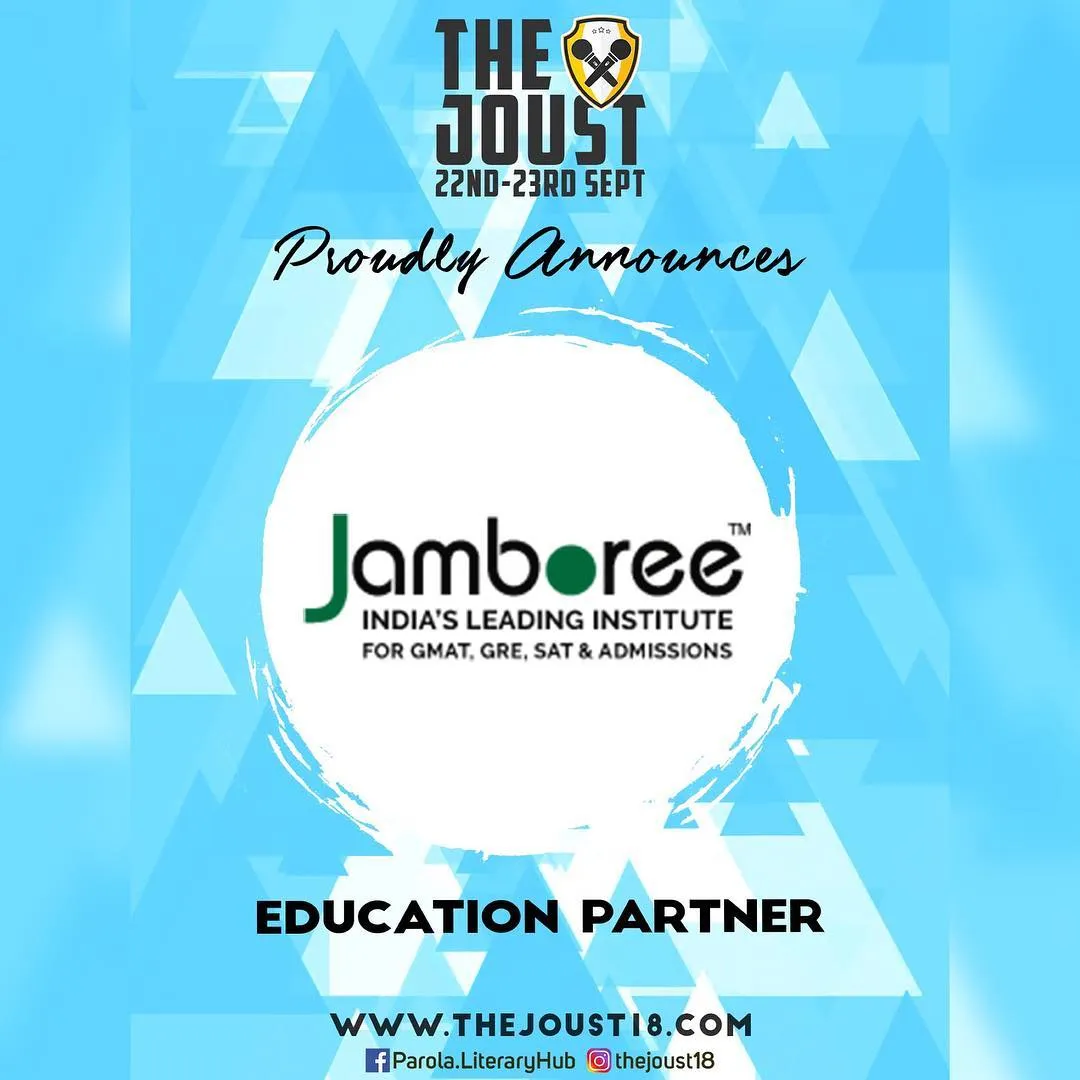 THE
JOUST
22ND-23RD SEPT
Proudly Announces
Jamboree™
INDIA'S LEADING INSTITUTE
FOR GMAT, GRE, SAT & ADMISSIONS
EDUCATION PARTNER
WWW.THEJOUST18.COM
Parola.LiteraryHub thejoust18